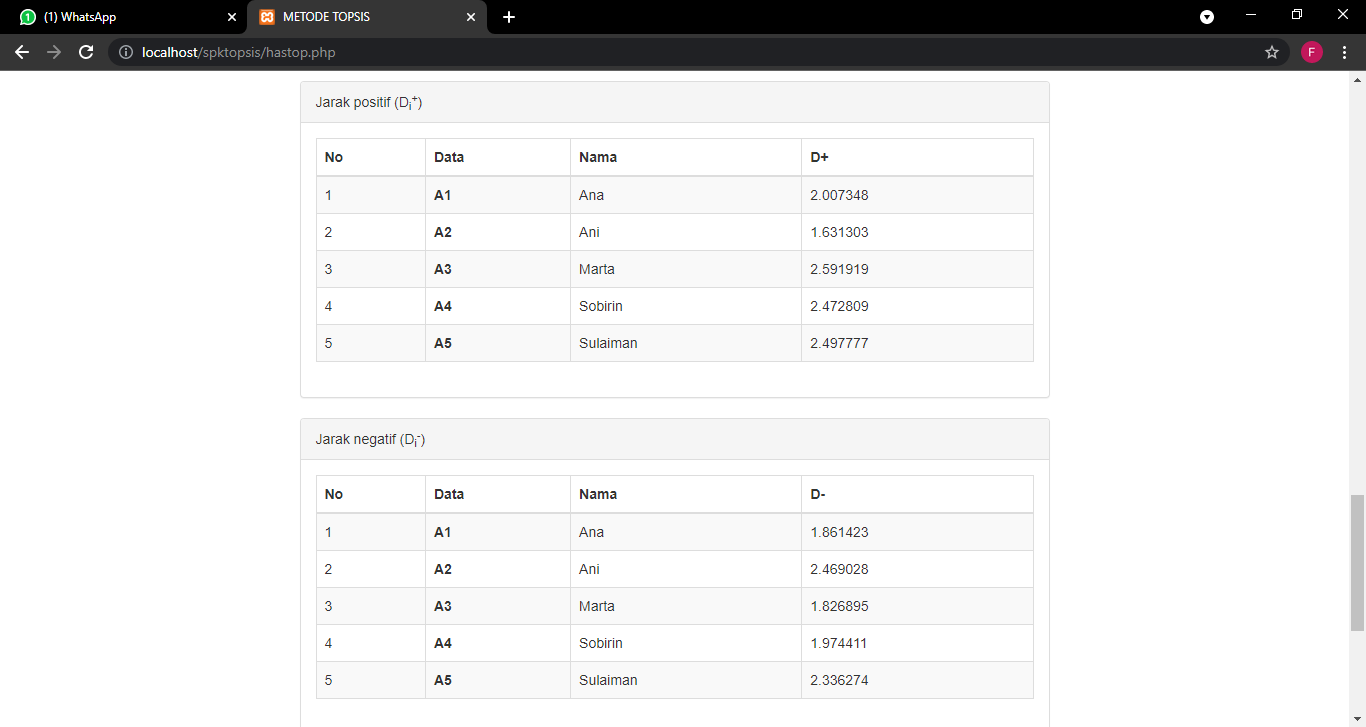 (1) WhatsApp
METODE TOPSIS
localhost/spktopsis/hastop.php
F
Jarak positif (Di+)
No Data Nama D+
1 A1 Ana 2.007348
2 A2 Ani 1.631303
3 A3 Marta 2.591919
4 A4 Sobirin 2.472809
5 A5 Sulaiman 2.497777
Jarak negatif (Di-)
No Data Nama D-
1 A1 Ana 1.861423
2 A2 Ani 2.469028
3 A3 Marta 1.826895
4 A4 Sobirin 1.974411
5 A5 Sulaiman 2.336274